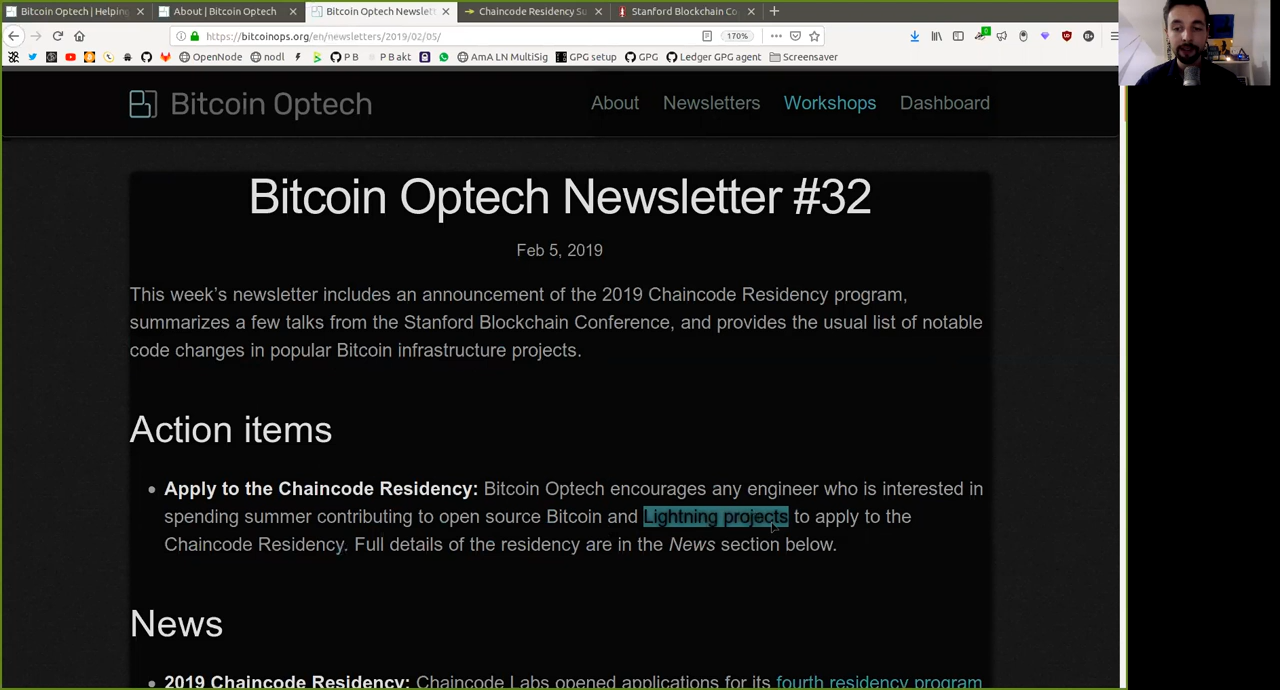 Bitcoin Optech | Helping
About | Bitcoin Optech
Bitcoin Optech Newslett
Chaincode Residency Su
Stanford Blockchain Co
https://bitcoinops.org/en/newsletters/2019/02/05/
170%
OpenNode
nodl
P B
P B akt
AmA LN MultiSig
GPG setup
GPG
Ledger GPG agent
Screensaver
Bitcoin Optech
About
Newsletters
Workshops
Dashboard
Bitcoin Optech Newsletter #32
Feb 5, 2019
This week’s newsletter includes an announcement of the 2019 Chaincode Residency program,
summarizes a few talks from the Stanford Blockchain Conference, and provides the usual list of notable
code changes in popular Bitcoin infrastructure projects.
Action items
• Apply to the Chaincode Residency: Bitcoin Optech encourages any engineer who is interested in
spending summer contributing to open source Bitcoin and Lightning projects to apply to the
Chaincode Residency. Full details of the residency are in the News section below.
News
• 2019 Chaincode Residency: Chaincode Labs opened applications for its fourth residency program